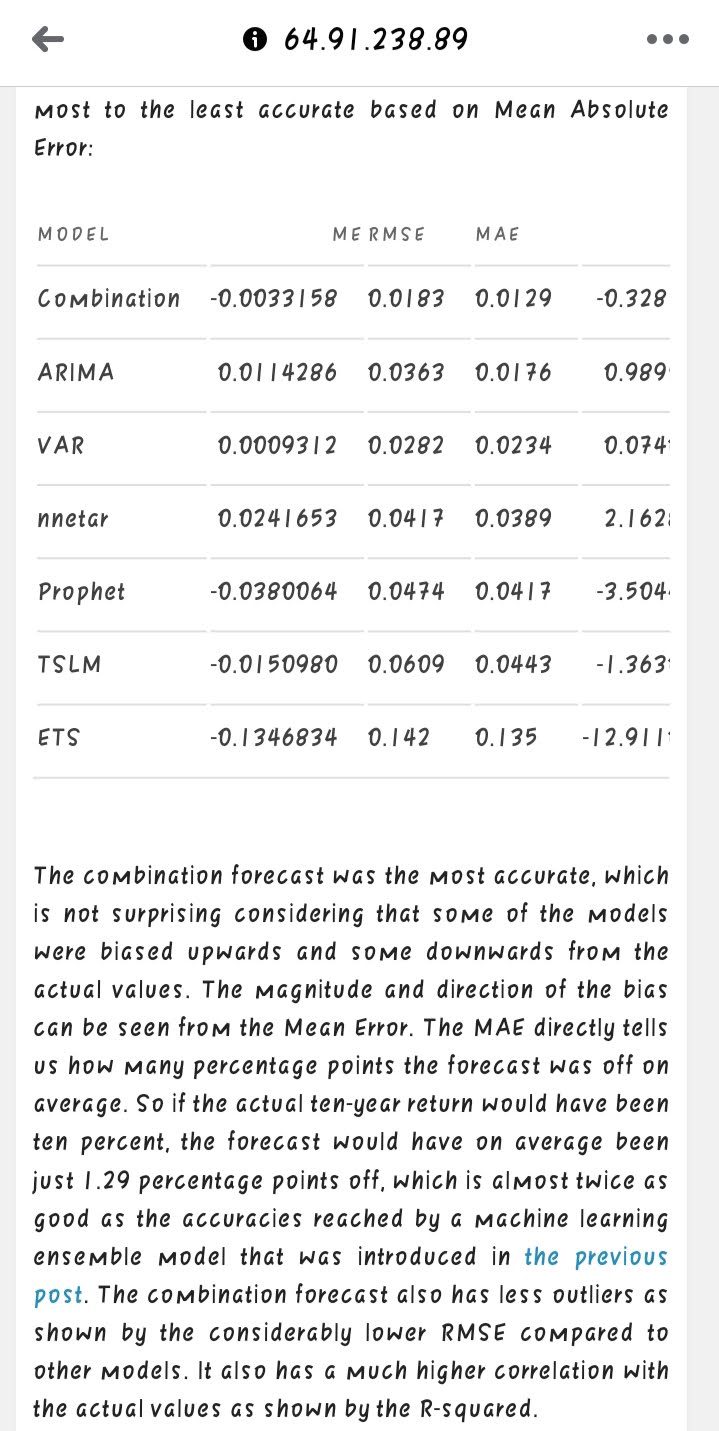 64.91.238.89
most to the least accurate based on Mean Absolute
Error:
MODEL ME RMSE MAE
Combination -0.0033158 0.0183 0.0129 -0.328
ARIMA 0.0114286 0.0363 0.0176 0.989
VAR 0.0009312 0.0282 0.0234 0.074
nnetar 0.0241653 0.0417 0.0389 2.162
Prophet -0.0380064 0.0474 0.0417 -3.504
TSLM -0.0150980 0.0609 0.0443 -1.363
ETS -0.1346834 0.142 0.135 -12.911
The combination forecast was the most accurate, which
is not surprising considering that some of the models
were biased upwards and some downwards from the
actual values. The magnitude and direction of the bias
can be seen from the Mean Error. The MAE directly tells
us how many percentage points the forecast was off on
average. So if the actual ten-year return would have been
ten percent, the forecast would have on average been
just 1.29 percentage points off, which is almost twice as
good as the accuracies reached by a machine learning
ensemble model that was introduced in the previous
post. The combination forecast also has less outliers as
shown by the considerably lower RMSE compared to
other models. It also has a much higher correlation with
the actual values as shown by the R-squared.